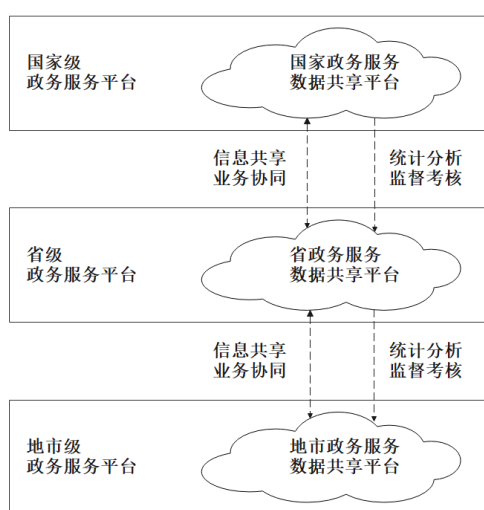 国家级
政务服务平台
国家政务服务
数据共享平台
信息共享
业务协同
统计分析
监督考核
省级
政务服务平台
省政务服务
数据共享平台
信息共享
业务协同
统计分析
监督考核
地市级
政务服务平台
地市政务服务
数据共享平台